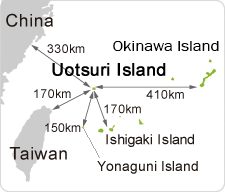 China
330km
Okinawa Island
Uotsuri Island
170km
410km
170km
150km
Ishigaki Island
Taiwan
Yonaguni Island